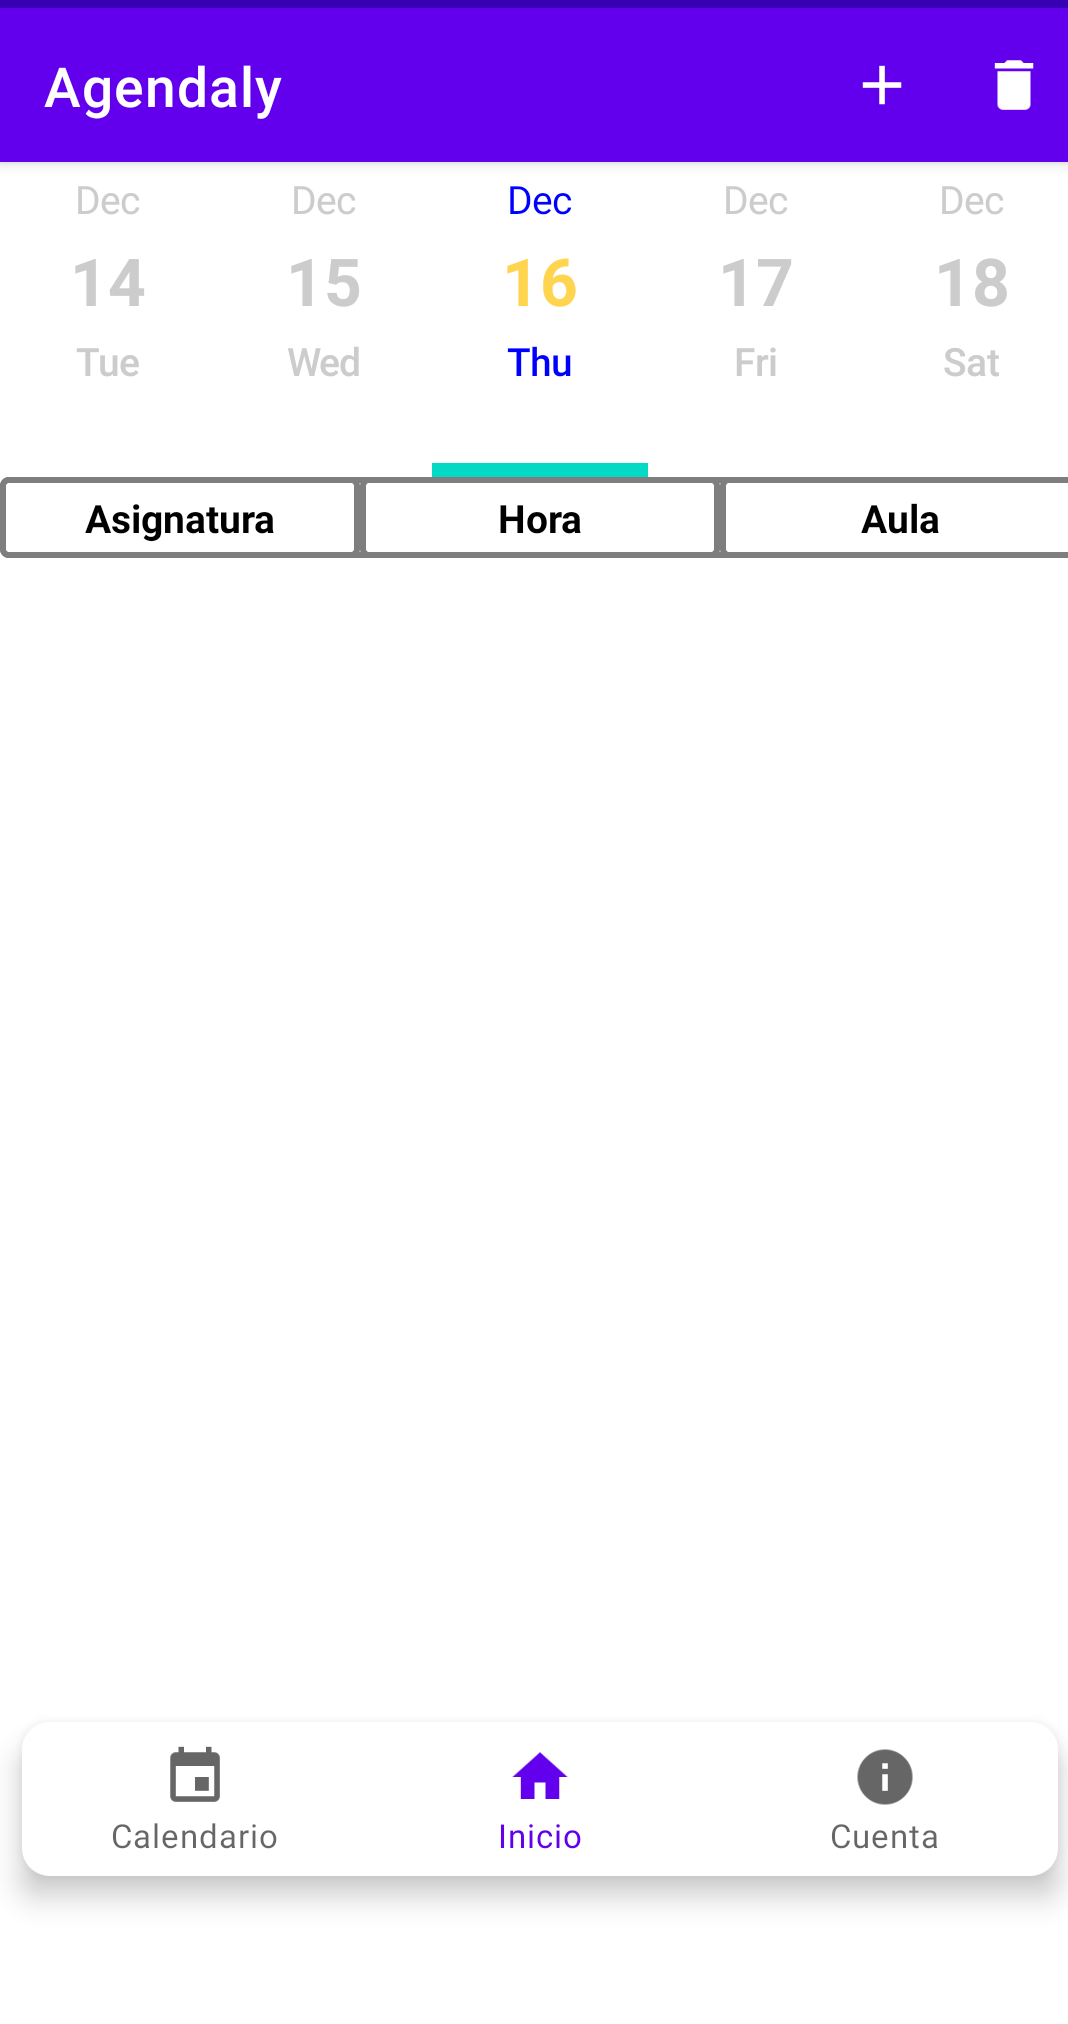 Agendaly
Dec Dec Dec Dec Dec
14 15 16 17 18
Tue Wed Thu Fri Sat
Asignatura Hora Aula
Calendario Inicio Cuenta